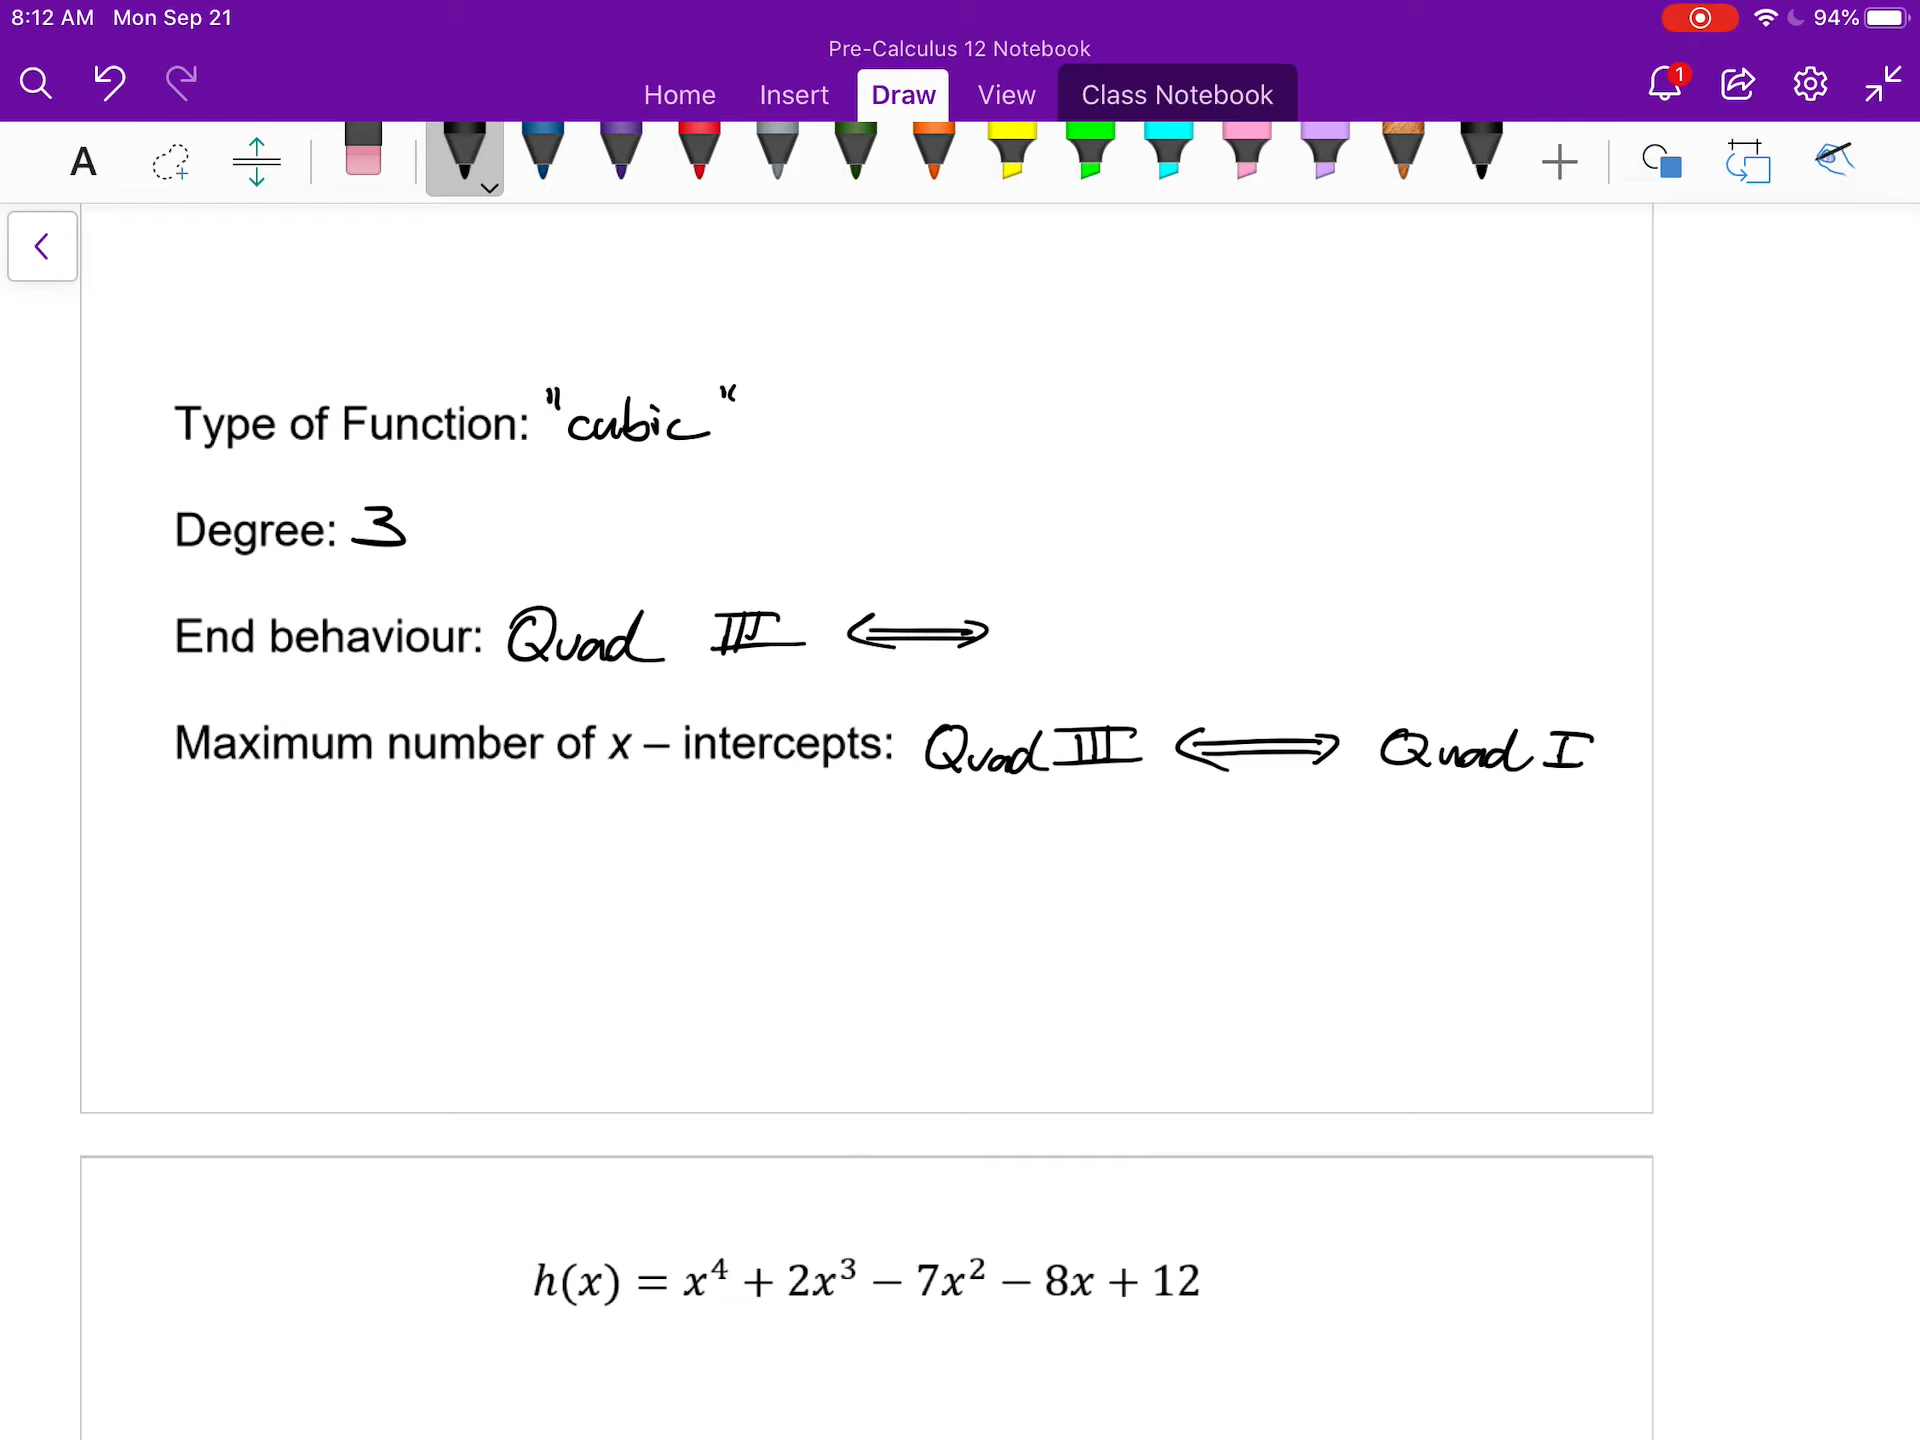 8:12 AM Mon Sep 21 94%
Pre-Calculus 12 Notebook
Home Insert Draw View Class Notebook 1
A
Type of Function: "cubic"
Degree: 3
End behaviour: Quad III ⟺
Maximum number of x – intercepts: Quad III ⟺ Quad I
h(x) = x⁴ + 2x³ − 7x² − 8x + 12